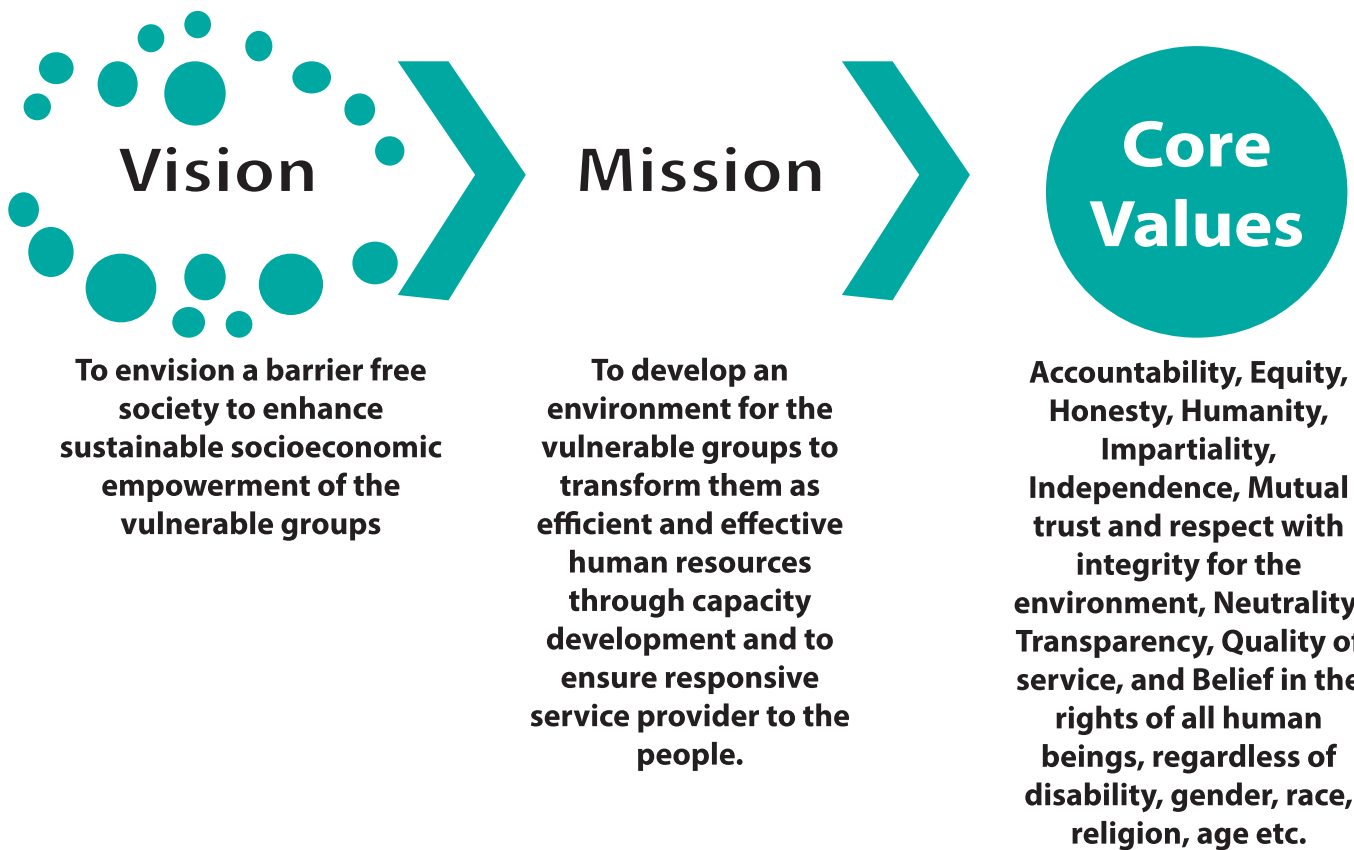 Vision
Mission
Core
Values
To envision a barrier free
society to enhance
sustainable socioeconomic
empowerment of the
vulnerable groups
To develop an
environment for the
vulnerable groups to
transform them as
efficient and effective
human resources
through capacity
development and to
ensure responsive
service provider to the
people.
Accountability, Equity,
Honesty, Humanity,
Impartiality,
Independence, Mutual
trust and respect with
integrity for the
environment, Neutrality
Transparency, Quality of
service, and Belief in the
rights of all human
beings, regardless of
disability, gender, race,
religion, age etc.